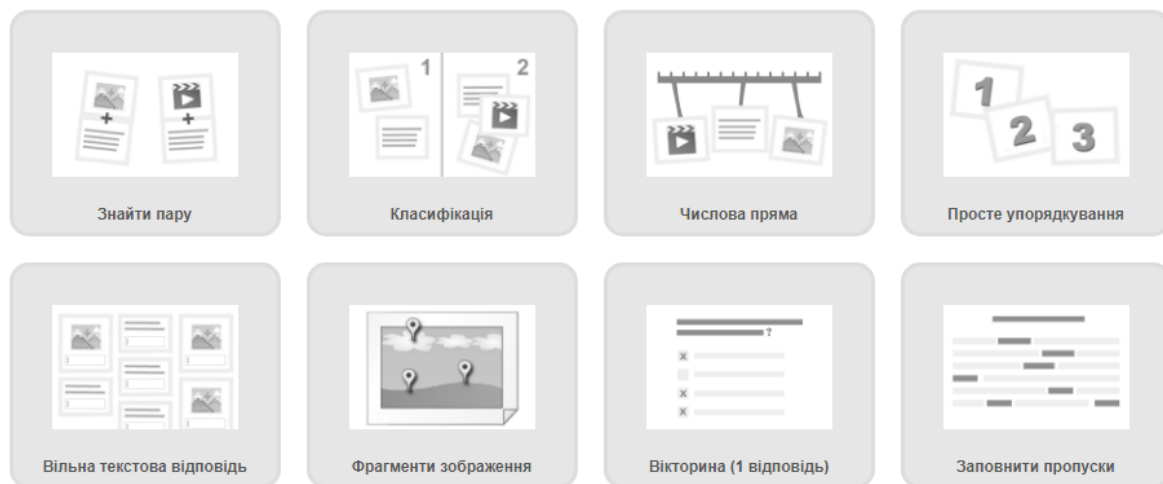 Знайти пару
1
2
Класифікація
Числова пряма
1
2
3
Просте упорядкування
Вільна текстова відповідь
Фрагменти зображення
?
x
x
x
Вікторина (1 відповідь)
Заповнити пропуски